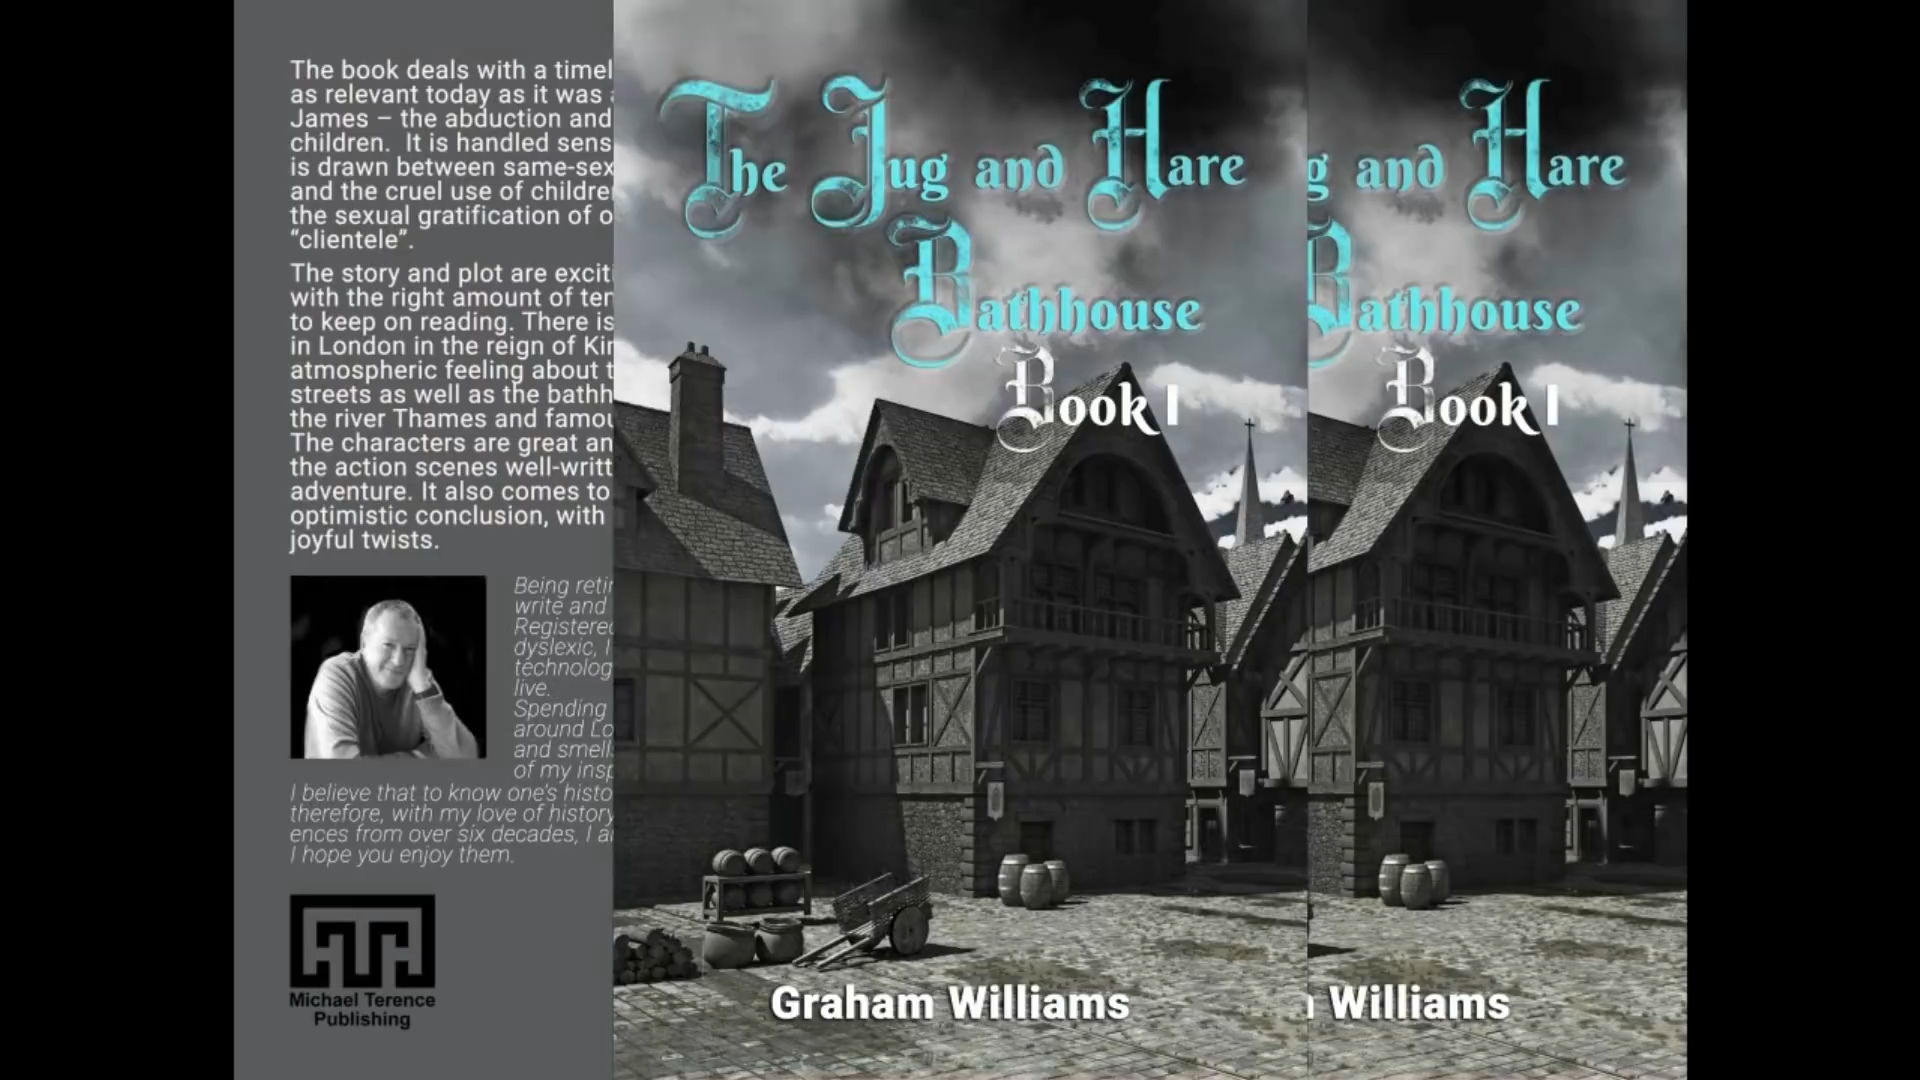 The book deals with a timel
as relevant today as it was
James – the abduction and
children. It is handled sens
is drawn between same-sex
and the cruel use of childre
the sexual gratification of o
“clientele”.
The story and plot are excit
with the right amount of ten
to keep on reading. There is
in London in the reign of Kin
atmospheric feeling about t
streets as well as the bathh
the river Thames and famou
The characters are great an
the action scenes well-writt
adventure. It also comes to
optimistic conclusion, with
joyful twists.
Being retir
write and
Registered
dyslexic, I
technolog
live.
Spending
around Lo
and smell
of my insp
I believe that to know one’s histo
therefore, with my love of history
ences from over six decades, I a
I hope you enjoy them.
Michael Terence
Publishing
The Jug and Hare
Bathhouse
Book I
Graham Williams
g and Hare
Bathhouse
Book I
Williams